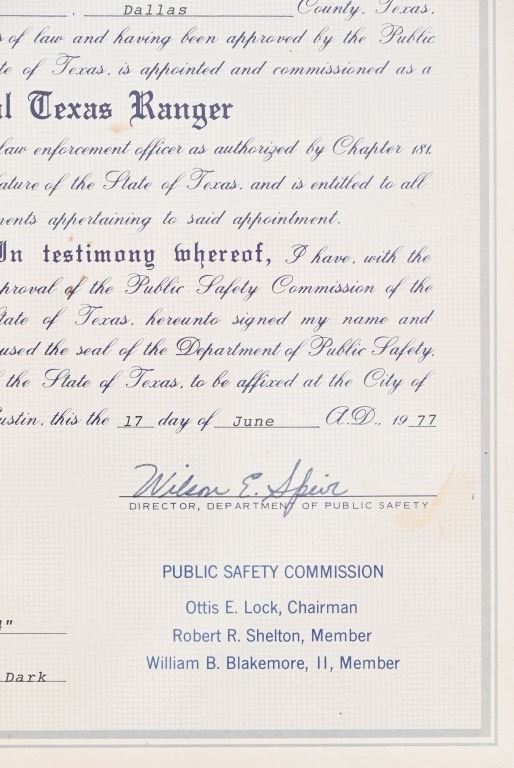 , Dallas County, Texas,
of law and having been approved by the Public
te of Texas, is appointed and commissioned as a
l Texas Ranger
law enforcement officer as authorized by Chapter 181,
lature of the State of Texas, and is entitled to all
ments appertaining to said appointment.
In testimony whereof, I have, with the
proval of the Public Safety Commission of the
tate of Texas, hereunto signed my name and
used the seal of the Department of Public Safety,
the State of Texas, to be affixed at the City of
ustin, this the 17 day of June A.D., 19 77
Wilson E. Speir
DIRECTOR, DEPARTMENT OF PUBLIC SAFETY
PUBLIC SAFETY COMMISSION
Ottis E. Lock, Chairman
Robert R. Shelton, Member
William B. Blakemore, II, Member
"
Dark